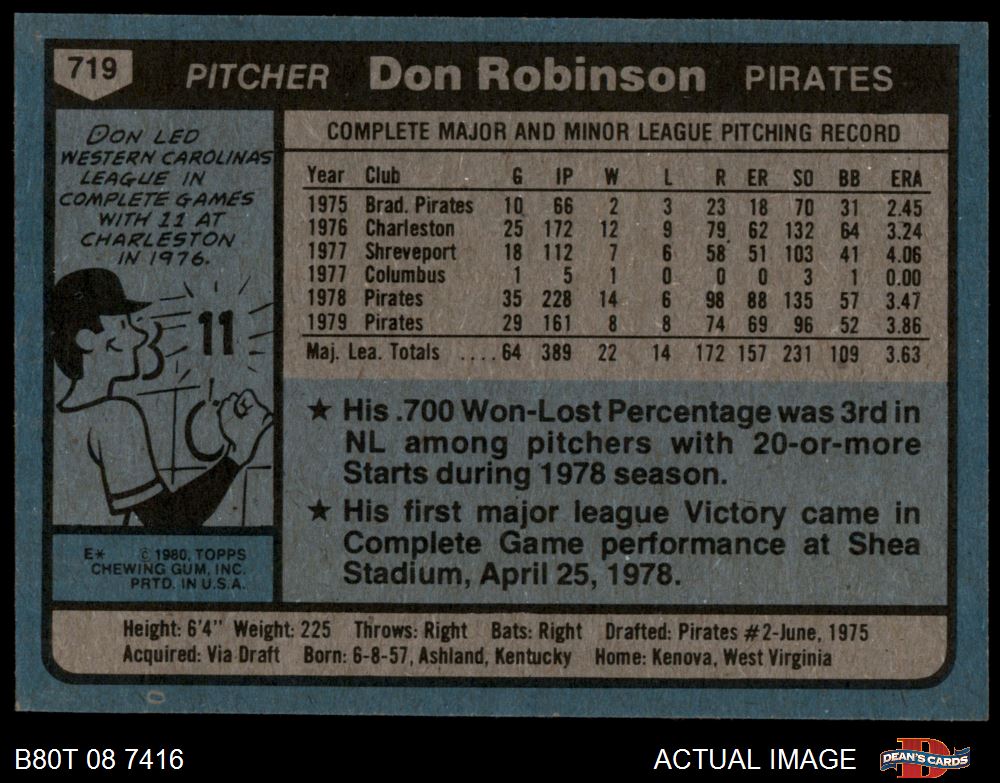 719 PITCHER Don Robinson PIRATES
DON LED
WESTERN CAROLINAS
LEAGUE IN
COMPLETE GAMES
WITH 11 AT
CHARLESTON
IN 1976.
11
E* © 1980, TOPPS
CHEWING GUM, INC.
PRTD. IN U.S.A.
COMPLETE MAJOR AND MINOR LEAGUE PITCHING RECORD
Year Club G IP W L R ER SO BB ERA
1975 Brad. Pirates 10 66 2 3 23 18 70 31 2.45
1976 Charleston 25 172 12 9 79 62 132 64 3.24
1977 Shreveport 18 112 7 6 58 51 103 41 4.06
1977 Columbus 1 5 1 0 0 0 3 1 0.00
1978 Pirates 35 228 14 6 98 88 135 57 3.47
1979 Pirates 29 161 8 8 74 69 96 52 3.86
Maj. Lea. Totals ....64 389 22 14 172 157 231 109 3.63
★ His .700 Won-Lost Percentage was 3rd in
NL among pitchers with 20-or-more
Starts during 1978 season.
★ His first major league Victory came in
Complete Game performance at Shea
Stadium, April 25, 1978.
Height: 6'4" Weight: 225 Throws: Right Bats: Right Drafted: Pirates #2-June, 1975
Acquired: Via Draft Born: 6-8-57, Ashland, Kentucky Home: Kenova, West Virginia
B80T 08 7416 ACTUAL IMAGE DEAN'S CARDS